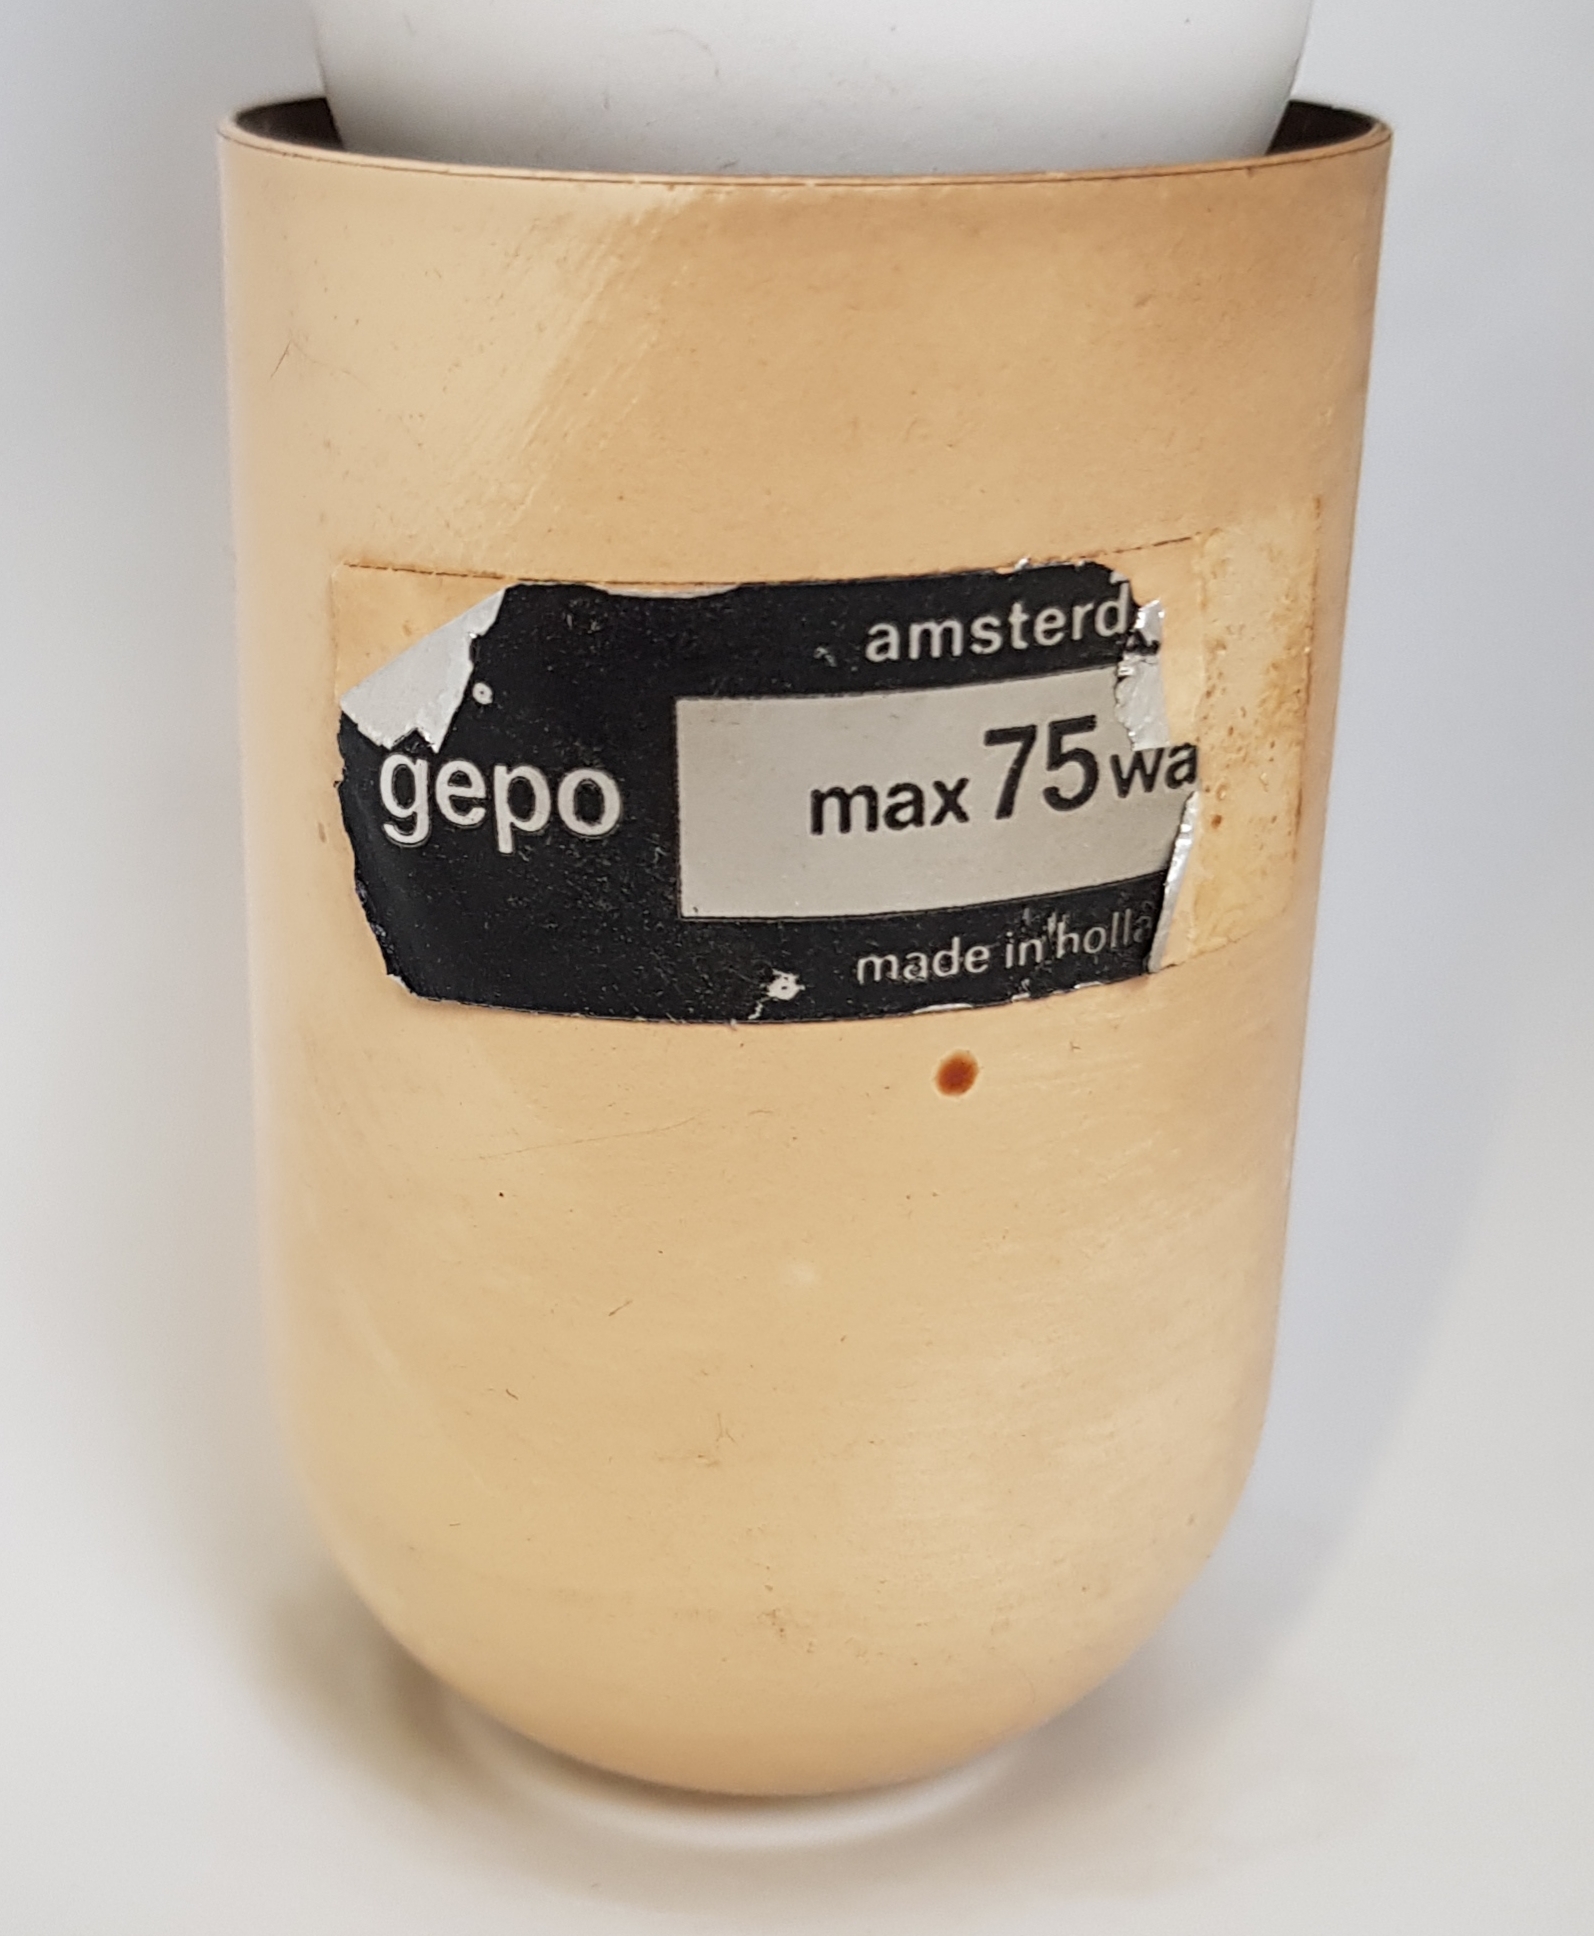 amsterd
gepo
max 75 wa
made in holla